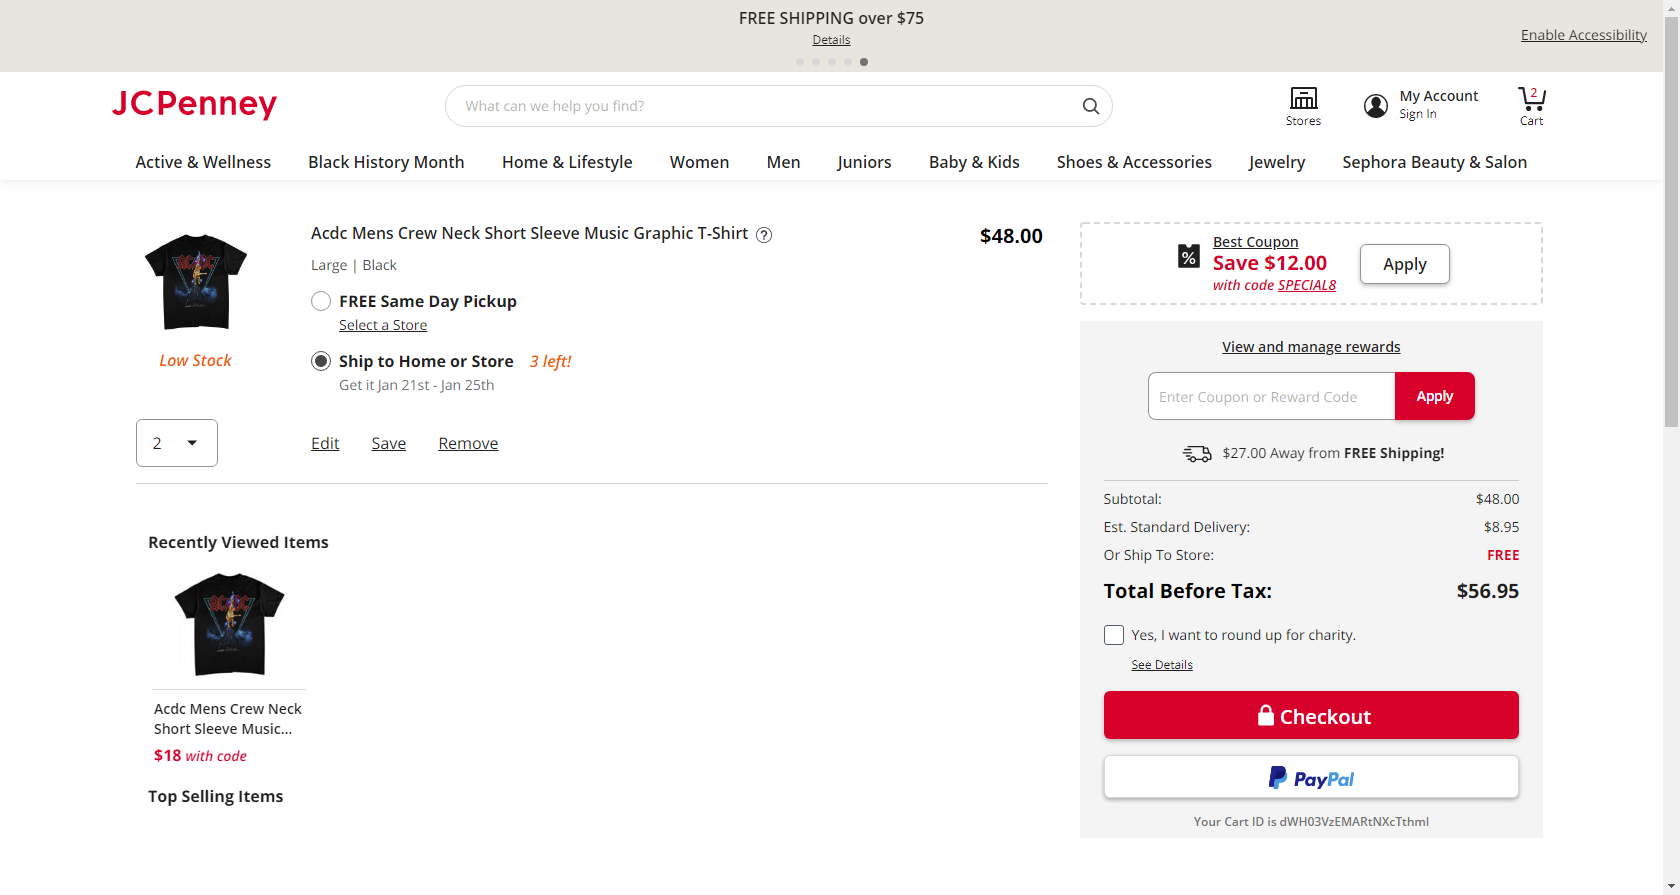 FREE SHIPPING over $75
Details
Enable Accessibility
JCPenney
What can we help you find?
Stores
My Account
Sign In
2
Cart
Active & Wellness
Black History Month
Home & Lifestyle
Women
Men
Juniors
Baby & Kids
Shoes & Accessories
Jewelry
Sephora Beauty & Salon
Acdc Mens Crew Neck Short Sleeve Music Graphic T-Shirt ?
$48.00
Large | Black
FREE Same Day Pickup
Select a Store
Low Stock
Ship to Home or Store 3 left!
Get it Jan 21st - Jan 25th
2
Edit
Save
Remove
Recently Viewed Items
Acdc Mens Crew Neck
Short Sleeve Music...
$18 with code
Top Selling Items
%
Best Coupon
Save $12.00
with code SPECIAL8
Apply
View and manage rewards
Enter Coupon or Reward Code
Apply
$27.00 Away from FREE Shipping!
Subtotal: $48.00
Est. Standard Delivery: $8.95
Or Ship To Store: FREE
Total Before Tax: $56.95
Yes, I want to round up for charity.
See Details
Checkout
PayPal
Your Cart ID is dWH03VzEMARtNXcTthml